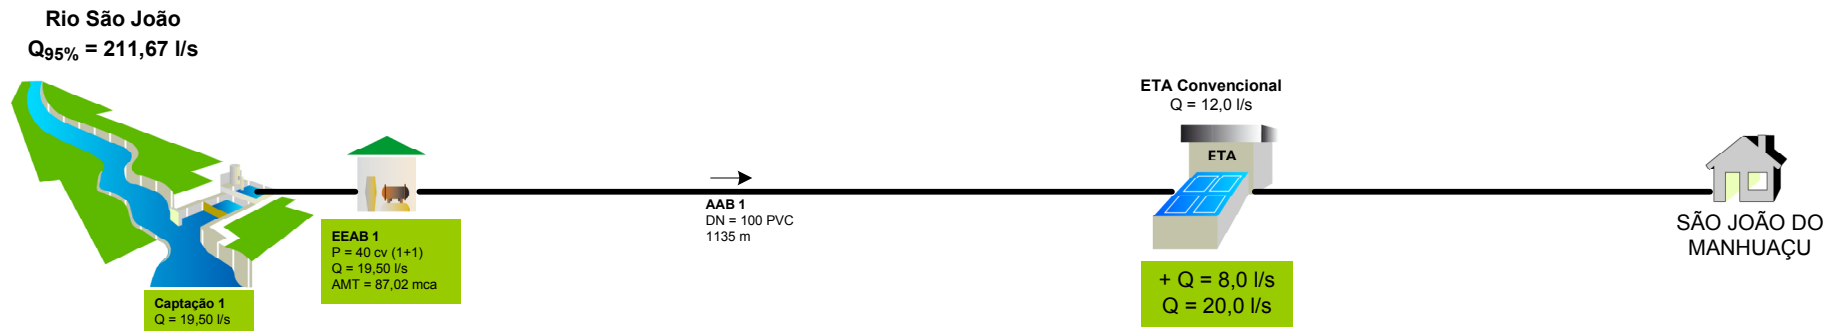 Rio São João
Q95% = 211,67 l/s
Captação 1
Q = 19,50 l/s
EEAB 1
P = 40 cv (1+1)
Q = 19,50 l/s
AMT = 87,02 mca
AAB 1
DN = 100 PVC
1135 m
ETA Convencional
Q = 12,0 l/s
ETA
+ Q = 8,0 l/s
Q = 20,0 l/s
SÃO JOÃO DO
MANHUAÇU